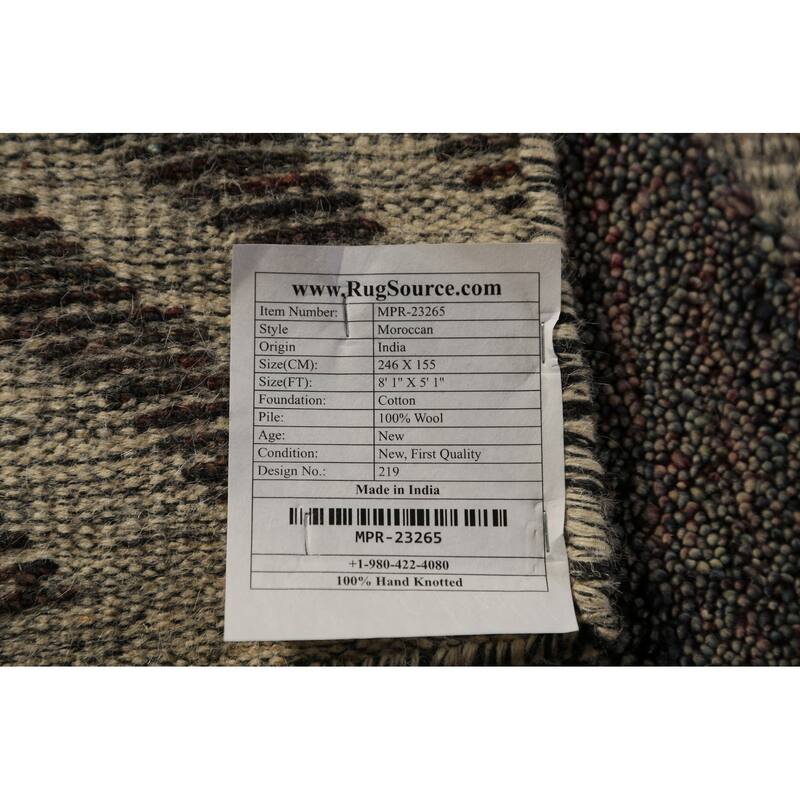 www.RugSource.com
Item Number: MPR-23265
Style Moroccan
Origin India
Size(CM): 246 X 155
Size(FT): 8' 1" X 5' 1"
Foundation: Cotton
Pile: 100% Wool
Age: New
Condition: New, First Quality
Design No.: 219
Made in India
MPR-23265
+1-980-422-4080
100% Hand Knotted